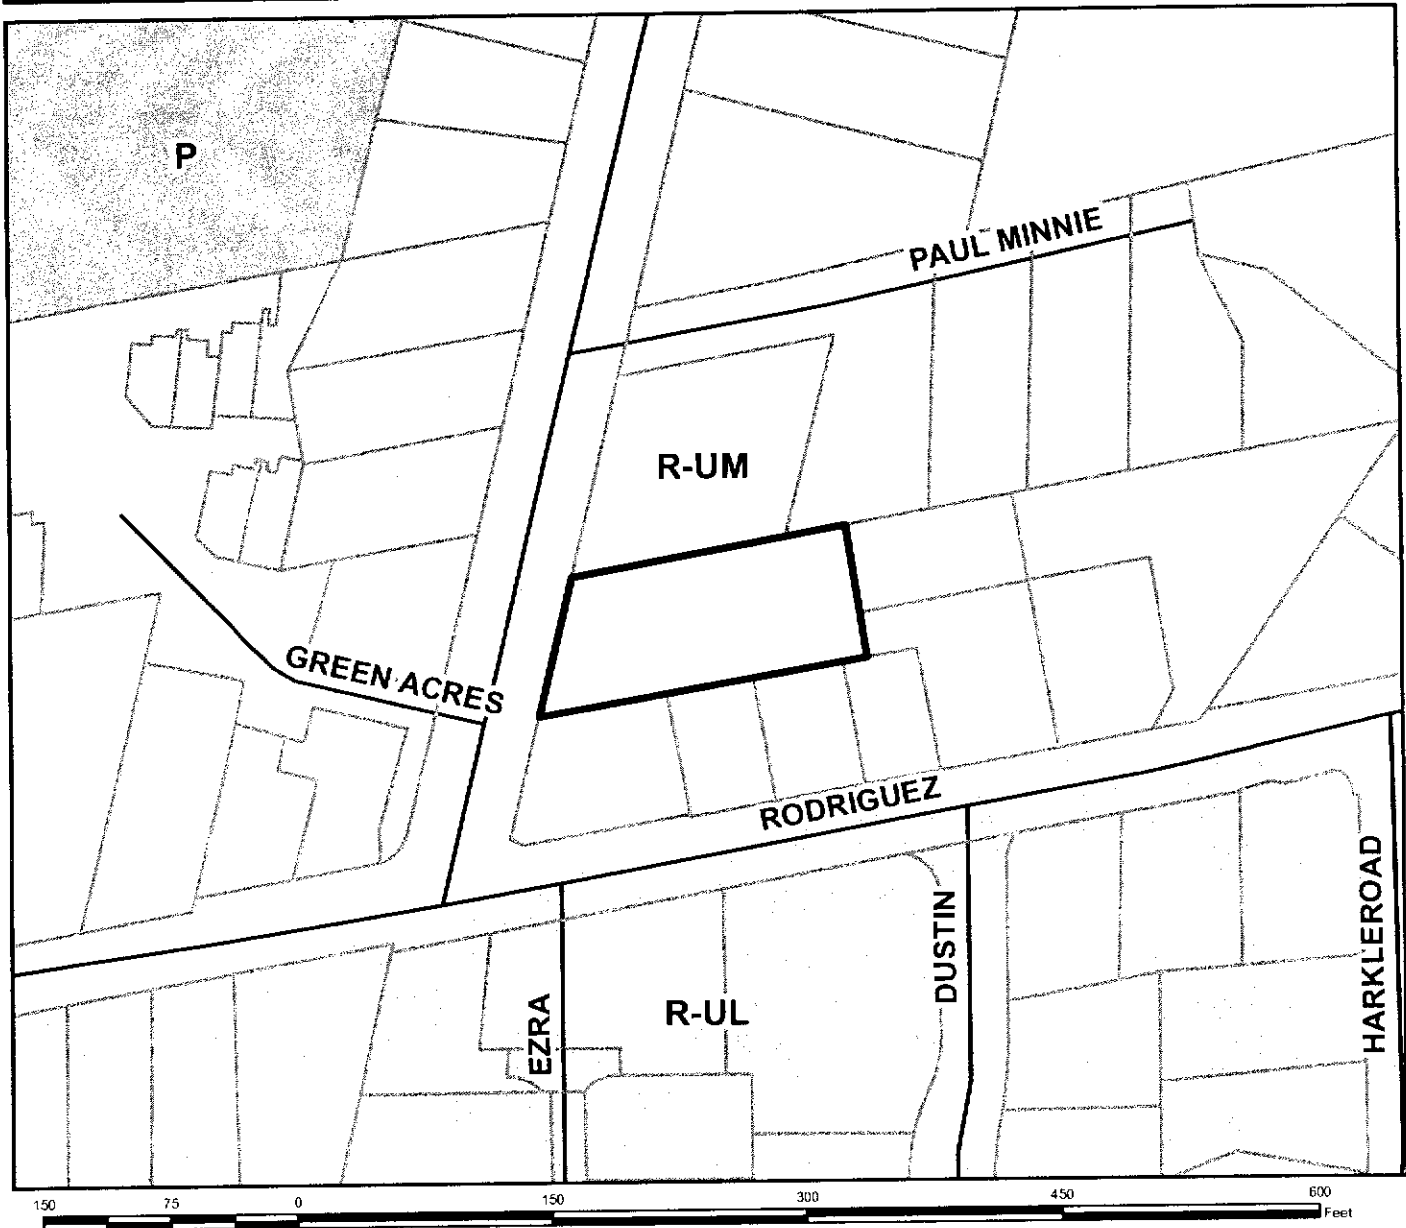 P
PAUL MINNIE
R-UM
GREEN ACRES
RODRIGUEZ
DUSTIN
HARKLEROAD
EZRA
R-UL
150 75 0 150 300 450 600
Feet